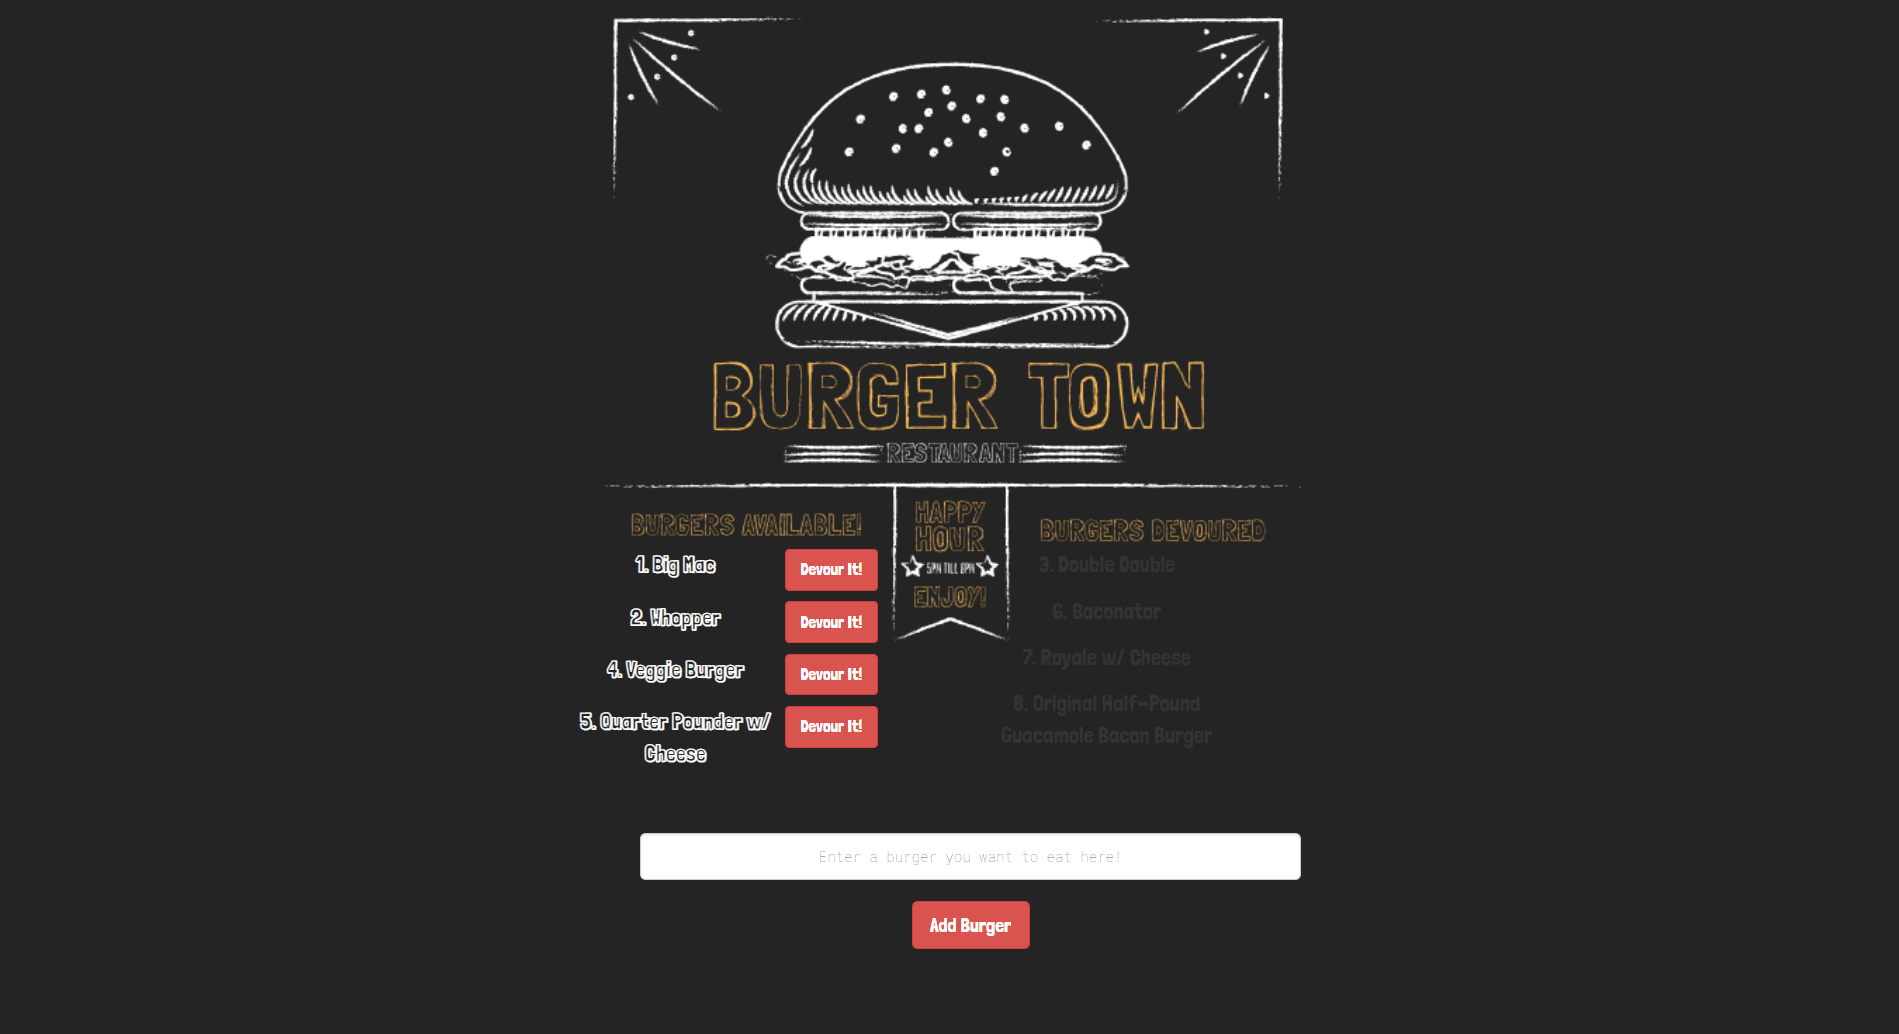 BURGER TOWN
RESTAURANT
BURGERS AVAILABLE!
1. Big Mac
Devour It!
2. Whopper
Devour It!
4. Veggie Burger
Devour It!
5. Quarter Pounder w/
Cheese
Devour It!
HAPPY
HOUR
5PM TILL 8PM
ENJOY!
BURGERS DEVOURED
3. Double Double
6. Baconator
7. Royale w/ Cheese
8. Original Half-Pound
Guacamole Bacon Burger
Enter a burger you want to eat here!
Add Burger